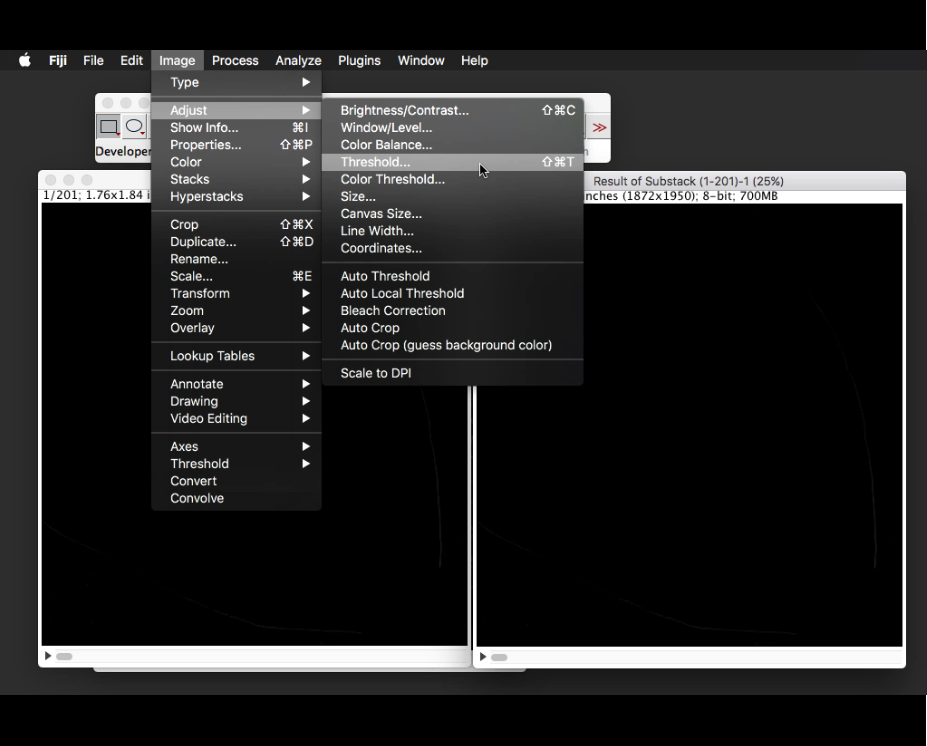 Fiji File Edit Image Process Analyze Plugins Window Help
Type
Adjust
Show Info... ⌘I
Properties... ⇧⌘P
Color
Stacks
Hyperstacks
Crop ⇧⌘X
Duplicate... ⇧⌘D
Rename...
Scale... ⌘E
Transform
Zoom
Overlay
Lookup Tables
Annotate
Drawing
Video Editing
Axes
Threshold
Convert
Convolve
Brightness/Contrast... ⇧⌘C
Window/Level...
Color Balance...
Threshold... ⇧⌘T
Color Threshold...
Size...
Canvas Size...
Line Width...
Coordinates...
Auto Threshold
Auto Local Threshold
Bleach Correction
Auto Crop
Auto Crop (guess background color)
Scale to DPI
1/201; 1.76x1.84
Result of Substack (1-201)-1 (25%)
(1872x1950); 8-bit; 700MB